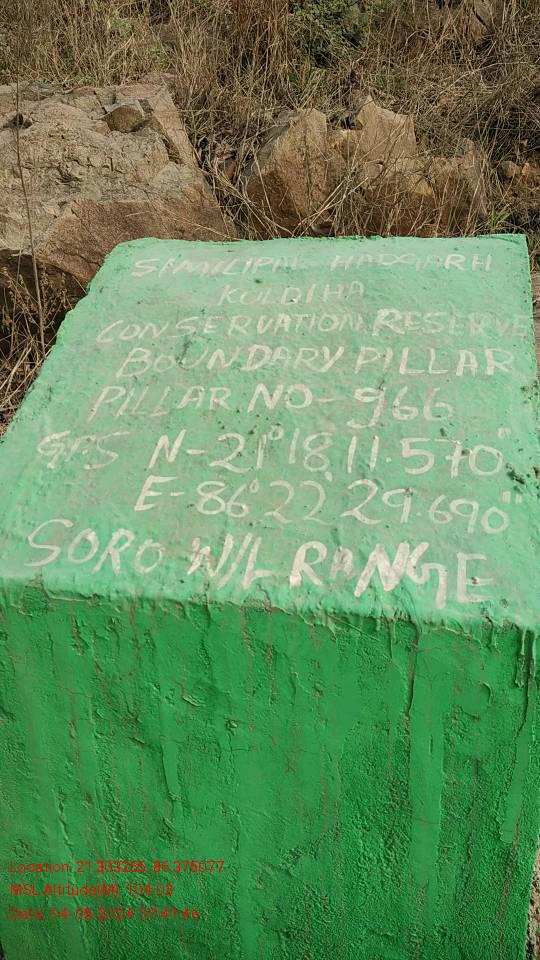 SIMILIPAL HADGARH
KULDIHA
CONSERVATION RESERVE
BOUNDARY PILLAR
PILLAR NO- 966
GPS N-21°18'11.570"
E-86°22'29.690"
SORO W/L RANGE
Location: 21.303255, 86.375077
MSL Altitude(M): 104.03
Date: 04-05-2024 07:41:46